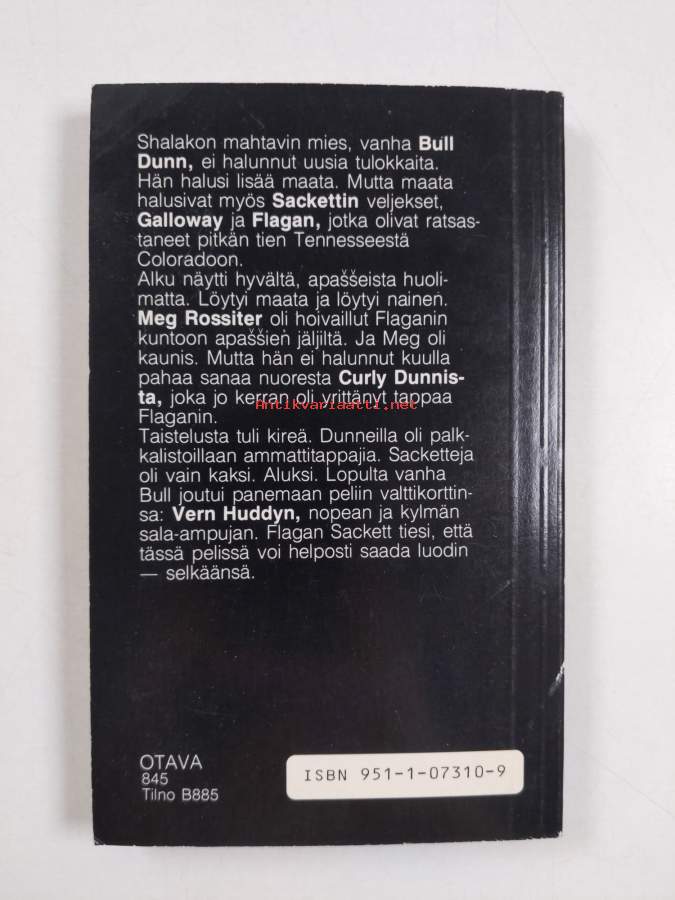 Shalakon mahtavin mies, vanha Bull
Dunn, ei halunnut uusia tulokkaita.
Hän halusi lisää maata. Mutta maata
halusivat myös Sackettin veljekset,
Galloway ja Flagan, jotka olivat ratsas-
taneet pitkän tien Tennesseestä
Coloradoon.
Alku näytti hyvältä, apaššeista huoli-
matta. Löytyi maata ja löytyi nainen.
Meg Rossiter oli hoivaillut Flaganin
kuntoon apaššien jäljiltä. Ja Meg oli
kaunis. Mutta hän ei halunnut kuulla
pahaa sanaa nuoresta Curly Dunnis-
ta, joka jo kerran oli yrittänyt tappaa
Antikvariaatti.net
Flaganin.
Taistelusta tuli kireä. Dunneilla oli palk-
kalistoillaan ammattitappajia. Sacketteja
oli vain kaksi. Aluksi. Lopulta vanha
Bull joutui panemaan peliin valttikorttin-
sa: Vern Huddyn, nopean ja kylmän
sala-ampujan. Flagan Sackett tiesi, että
tässä pelissä voi helposti saada luodin
— selkäänsä.
OTAVA
845
Tilno B885
ISBN 951-1-07310-9